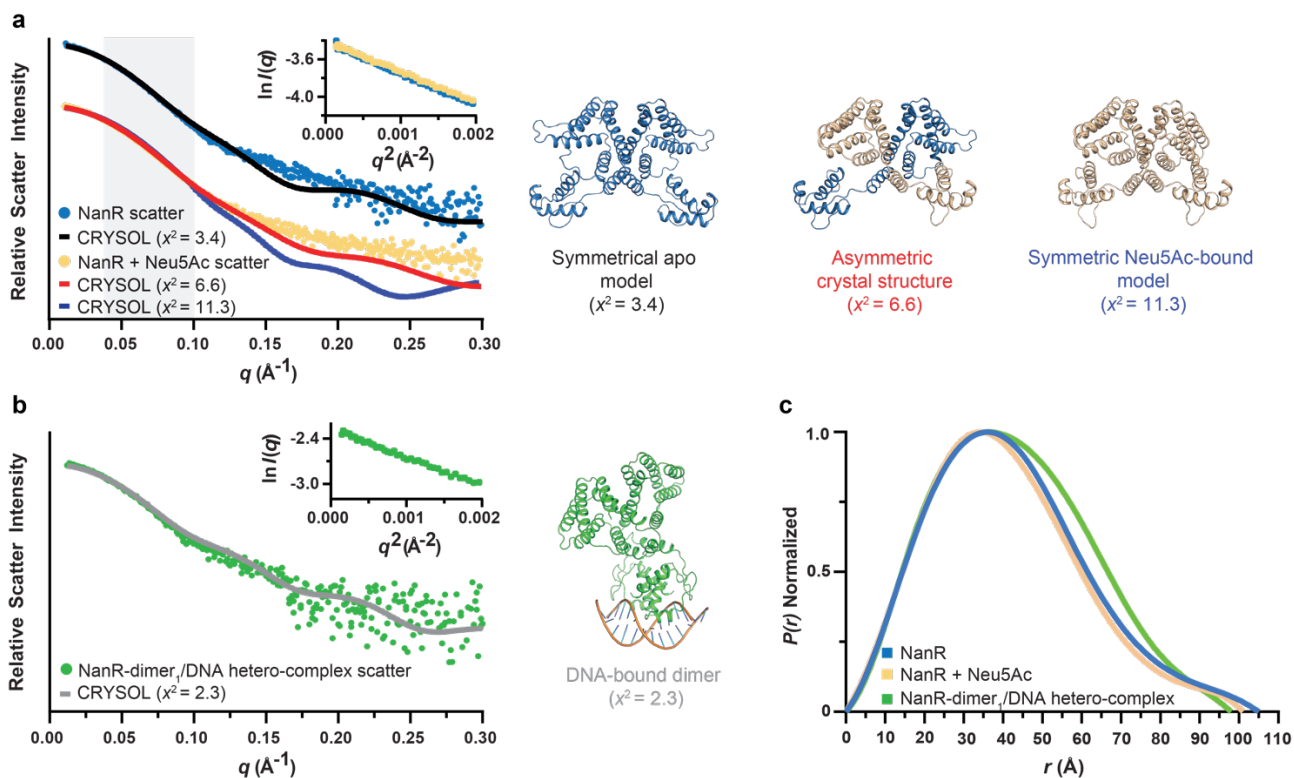 a
Relative Scatter Intensity
NanR scatter
CRYSOL (x² = 3.4)
NanR + Neu5Ac scatter
CRYSOL (x² = 6.6)
CRYSOL (x² = 11.3)
0.00 0.05 0.10 0.15 0.20 0.25 0.30
q (Å⁻¹)
ln I(q)
-3.6
-4.0
0.000 0.001 0.002
q² (Å⁻²)
Symmetrical apo
model
(x² = 3.4)
Asymmetric
crystal structure
(x² = 6.6)
Symmetric Neu5Ac-bound
model
(x² = 11.3)
b
Relative Scatter Intensity
NanR-dimer₁/DNA hetero-complex scatter
CRYSOL (x² = 2.3)
0.00 0.05 0.10 0.15 0.20 0.25 0.30
q (Å⁻¹)
ln I(q)
-2.4
-3.0
0.000 0.001 0.002
q² (Å⁻²)
DNA-bound dimer
(x² = 2.3)
c
P(r) Normalized
1.0
0.5
0
NanR
NanR + Neu5Ac
NanR-dimer₁/DNA hetero-complex
0 10 20 30 40 50 60 70 80 90 100 110
r (Å)